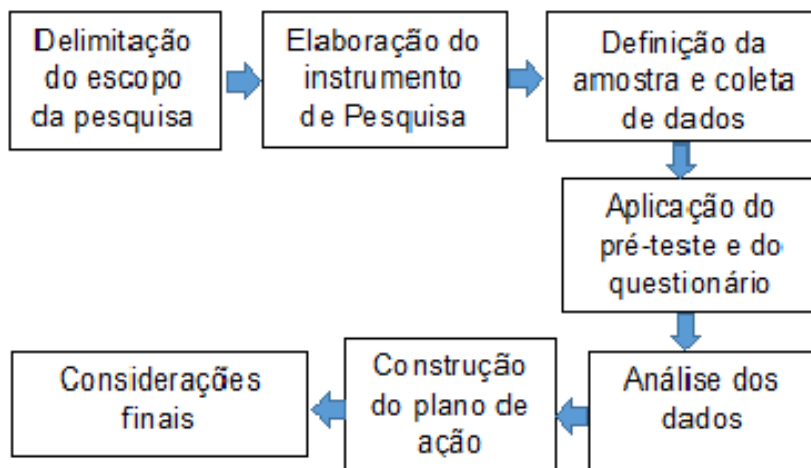 Delimitação
do escopo
da pesquisa
Elaboração do
instrumento
de Pesquisa
Definição da
amostra e coleta
de dados
Aplicação do
pré-teste e do
questionário
Análise dos
dados
Construção
do plano de
ação
Considerações
finais